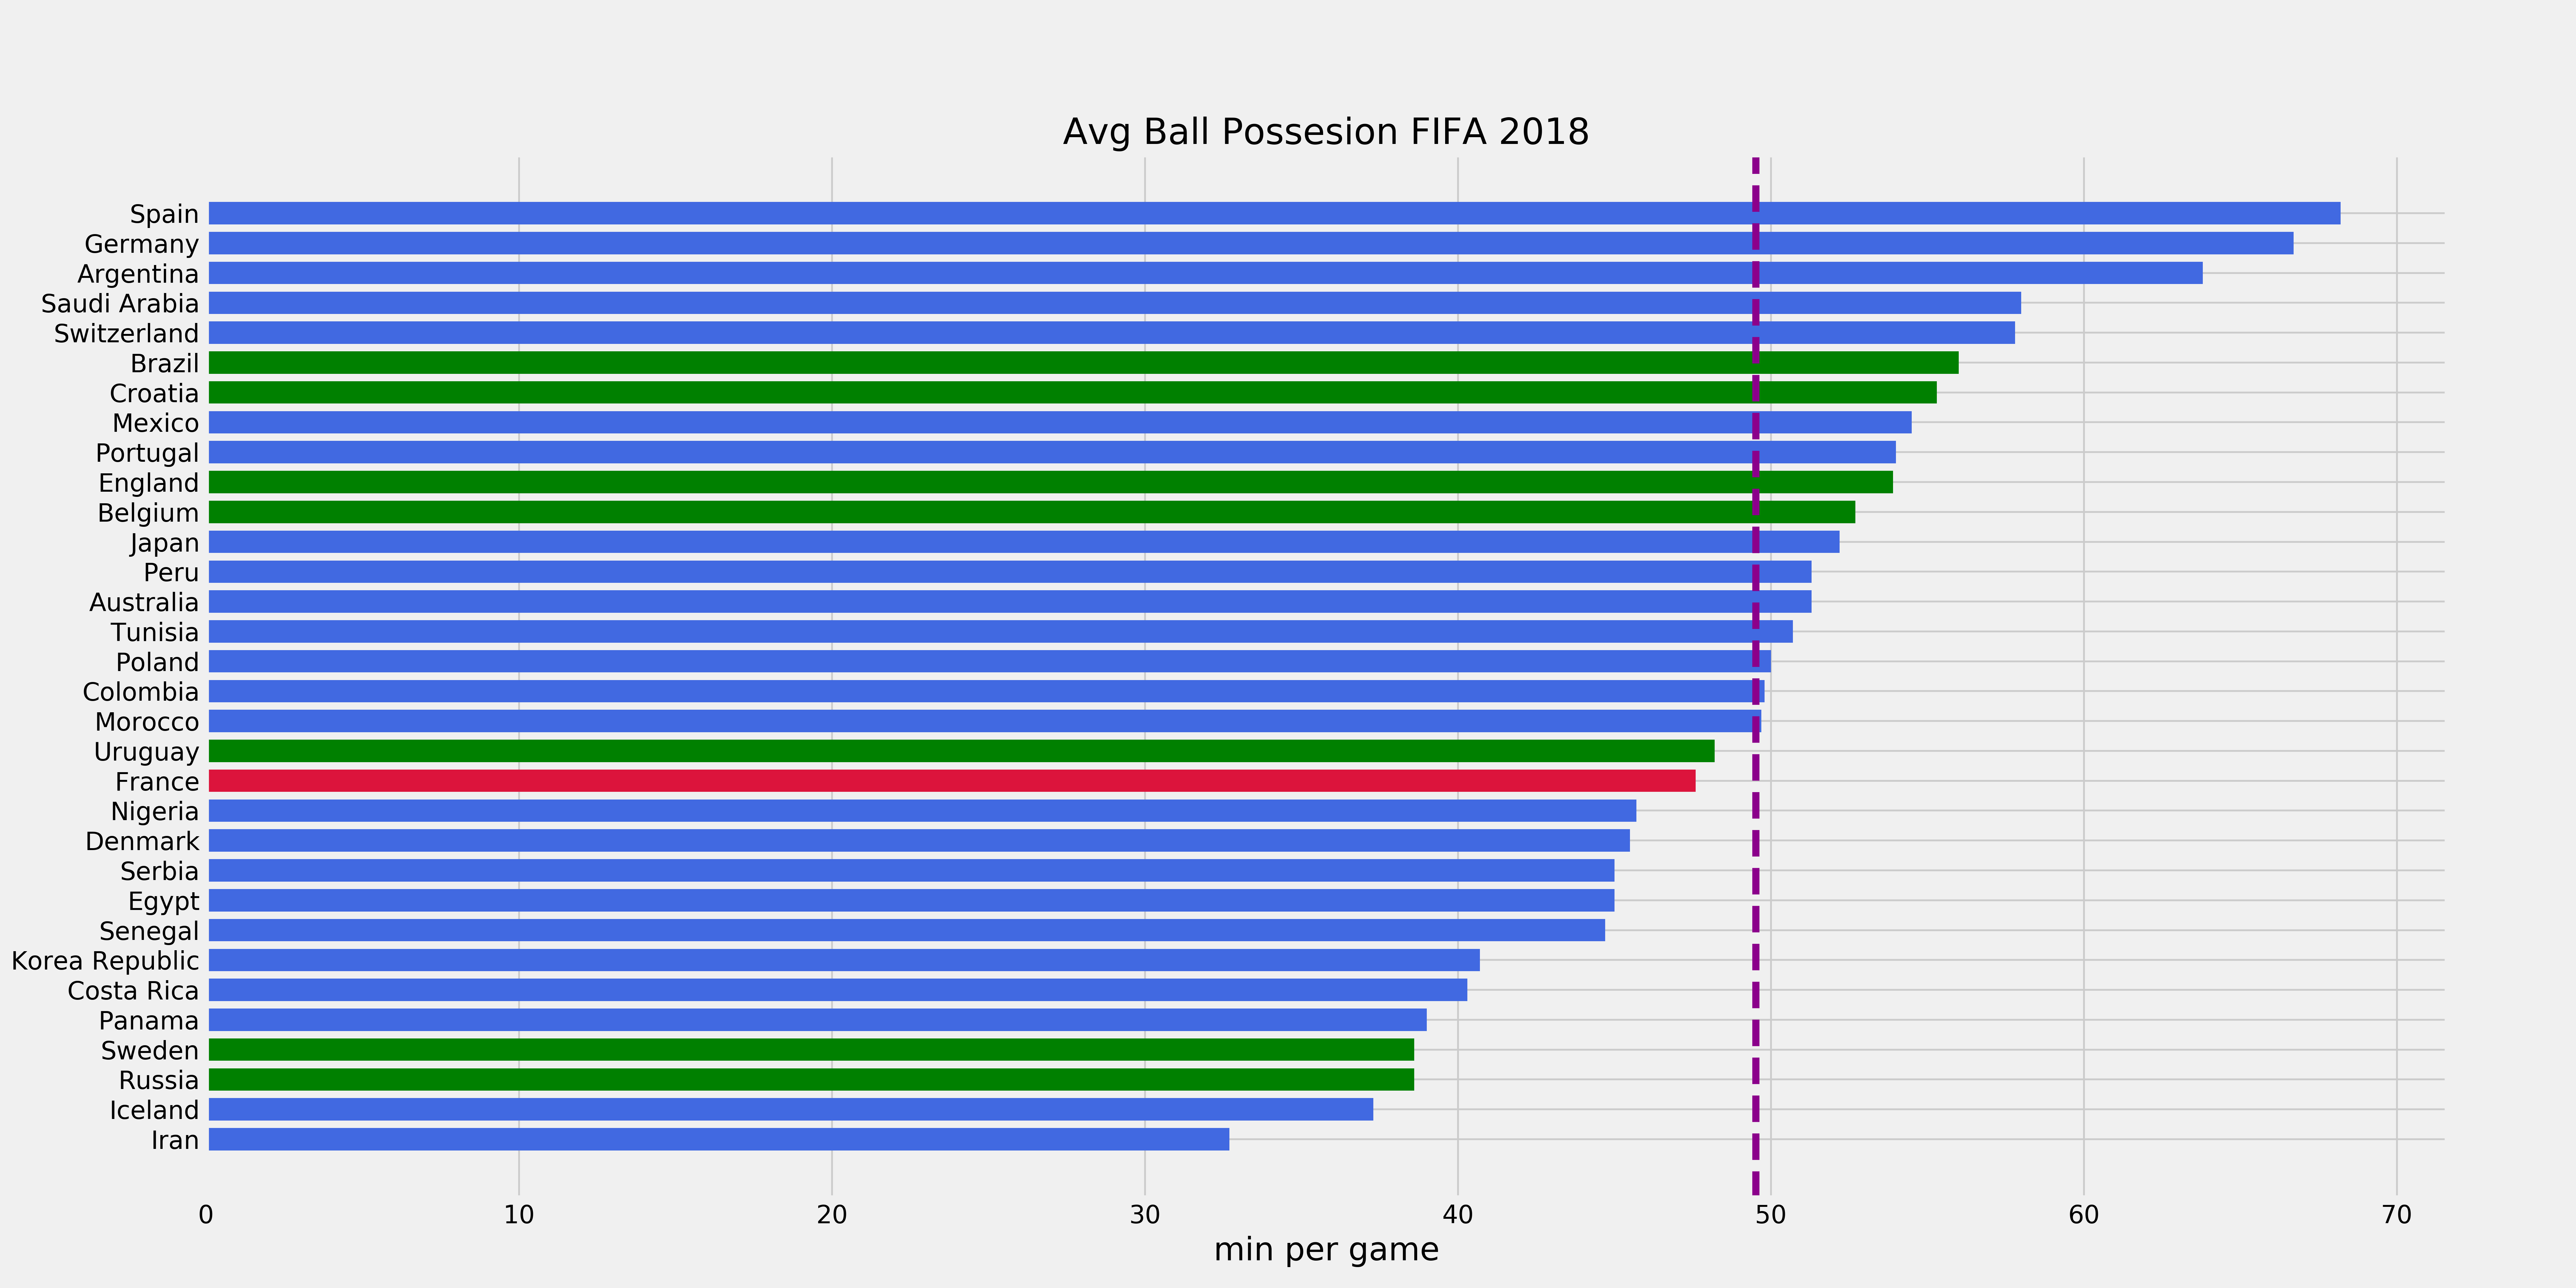 Avg Ball Possesion FIFA 2018
Spain
Germany
Argentina
Saudi Arabia
Switzerland
Brazil
Croatia
Mexico
Portugal
England
Belgium
Japan
Peru
Australia
Tunisia
Poland
Colombia
Morocco
Uruguay
France
Nigeria
Denmark
Serbia
Egypt
Senegal
Korea Republic
Costa Rica
Panama
Sweden
Russia
Iceland
Iran
0 10 20 30 40 50 60 70
min per game